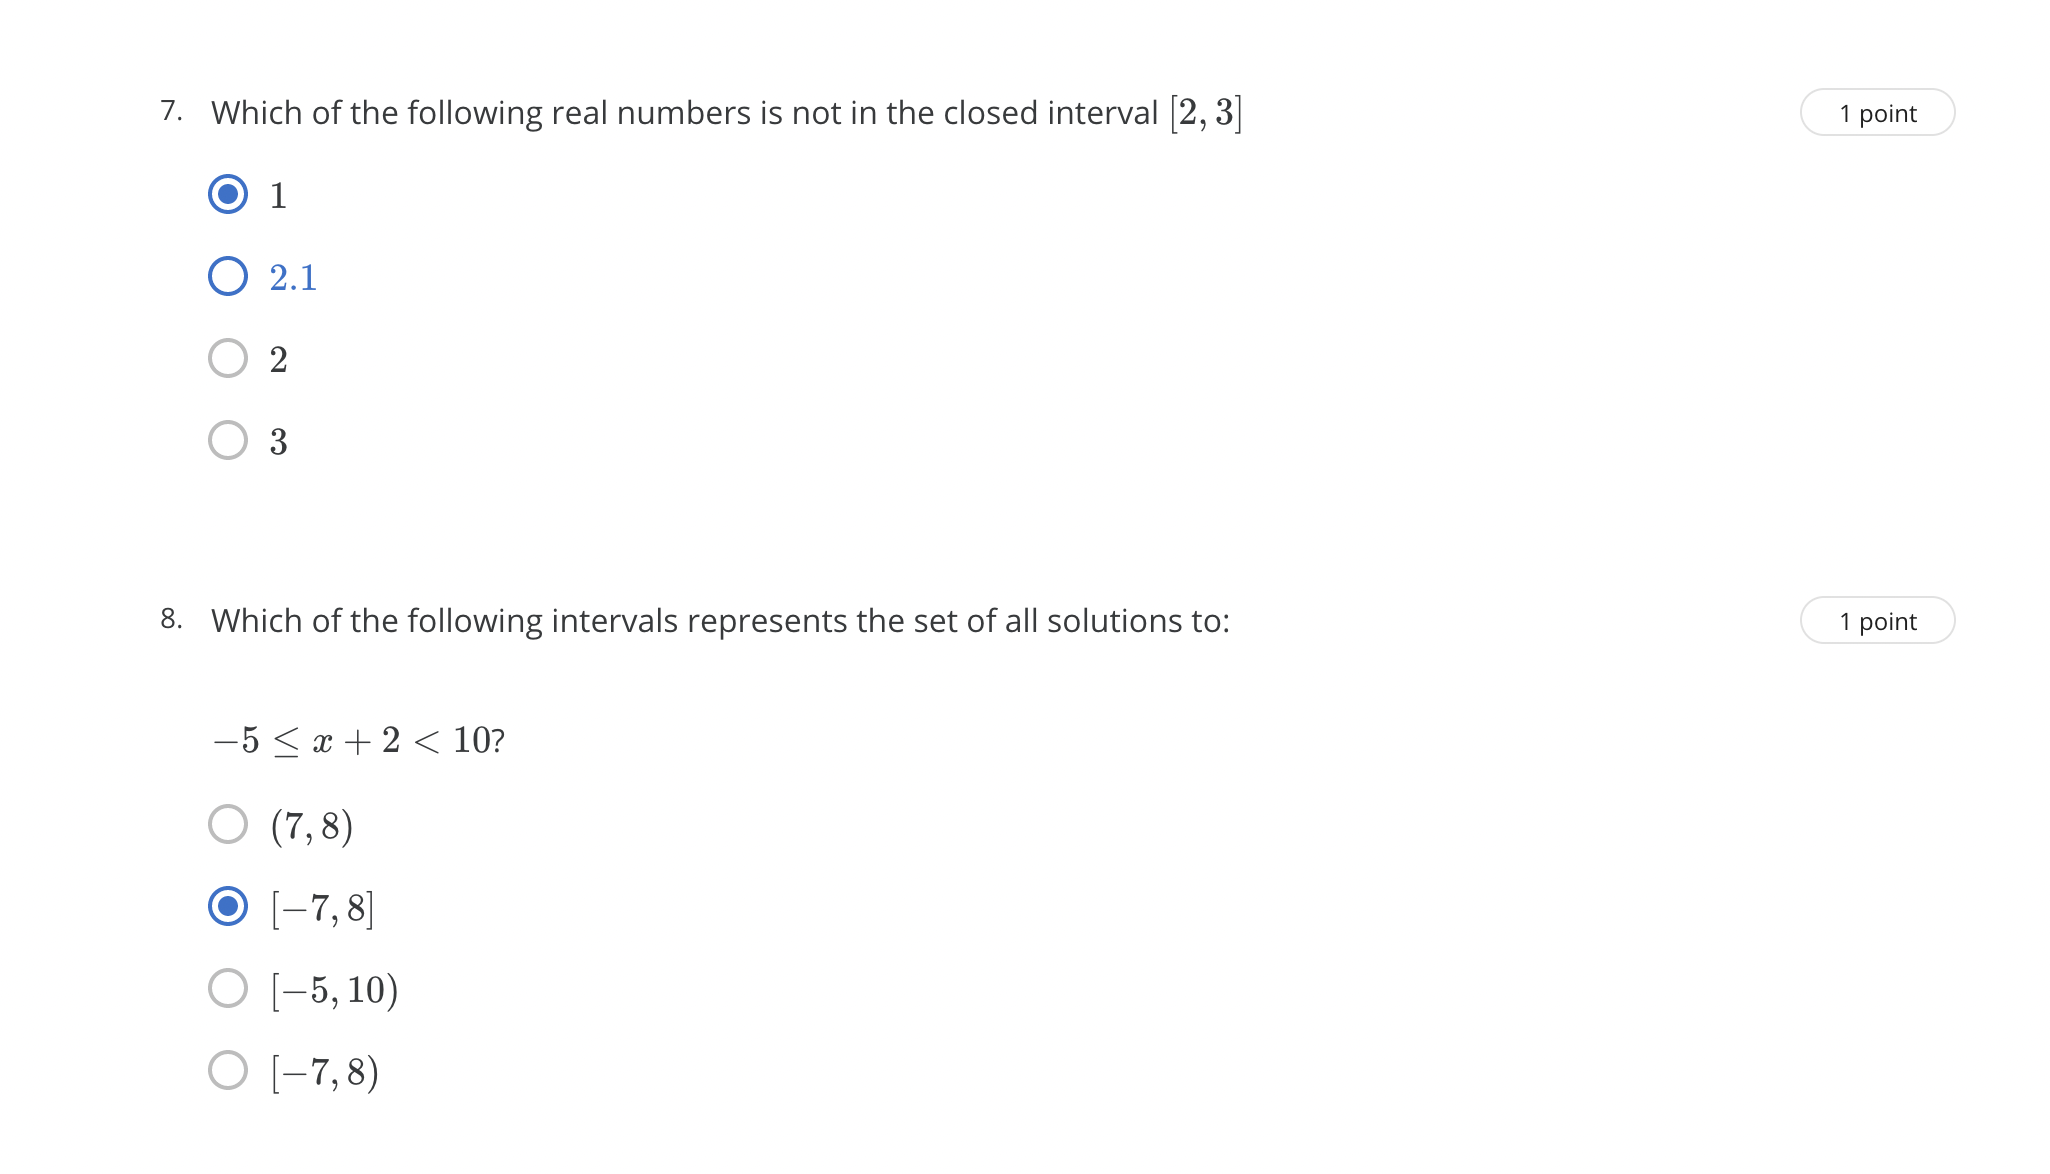 7. Which of the following real numbers is not in the closed interval [2, 3]
1 point
1
2.1
2
3
8. Which of the following intervals represents the set of all solutions to:
1 point
−5 ≤ x + 2 < 10?
(7, 8)
[−7, 8]
[−5, 10)
[−7, 8)